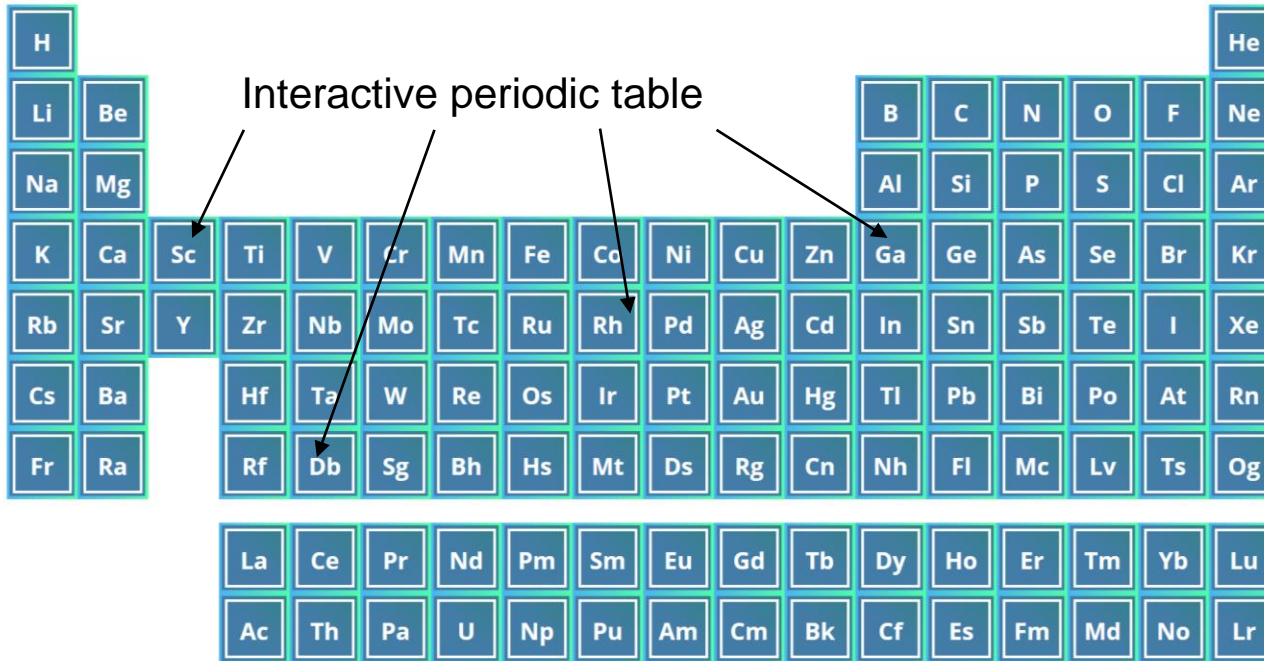 H He
Interactive periodic table
Li Be B C N O F Ne
Na Mg Al Si P S Cl Ar
K Ca Sc Ti V Cr Mn Fe Co Ni Cu Zn Ga Ge As Se Br Kr
Rb Sr Y Zr Nb Mo Tc Ru Rh Pd Ag Cd In Sn Sb Te I Xe
Cs Ba Hf Ta W Re Os Ir Pt Au Hg Tl Pb Bi Po At Rn
Fr Ra Rf Db Sg Bh Hs Mt Ds Rg Cn Nh Fl Mc Lv Ts Og
La Ce Pr Nd Pm Sm Eu Gd Tb Dy Ho Er Tm Yb Lu
Ac Th Pa U Np Pu Am Cm Bk Cf Es Fm Md No Lr